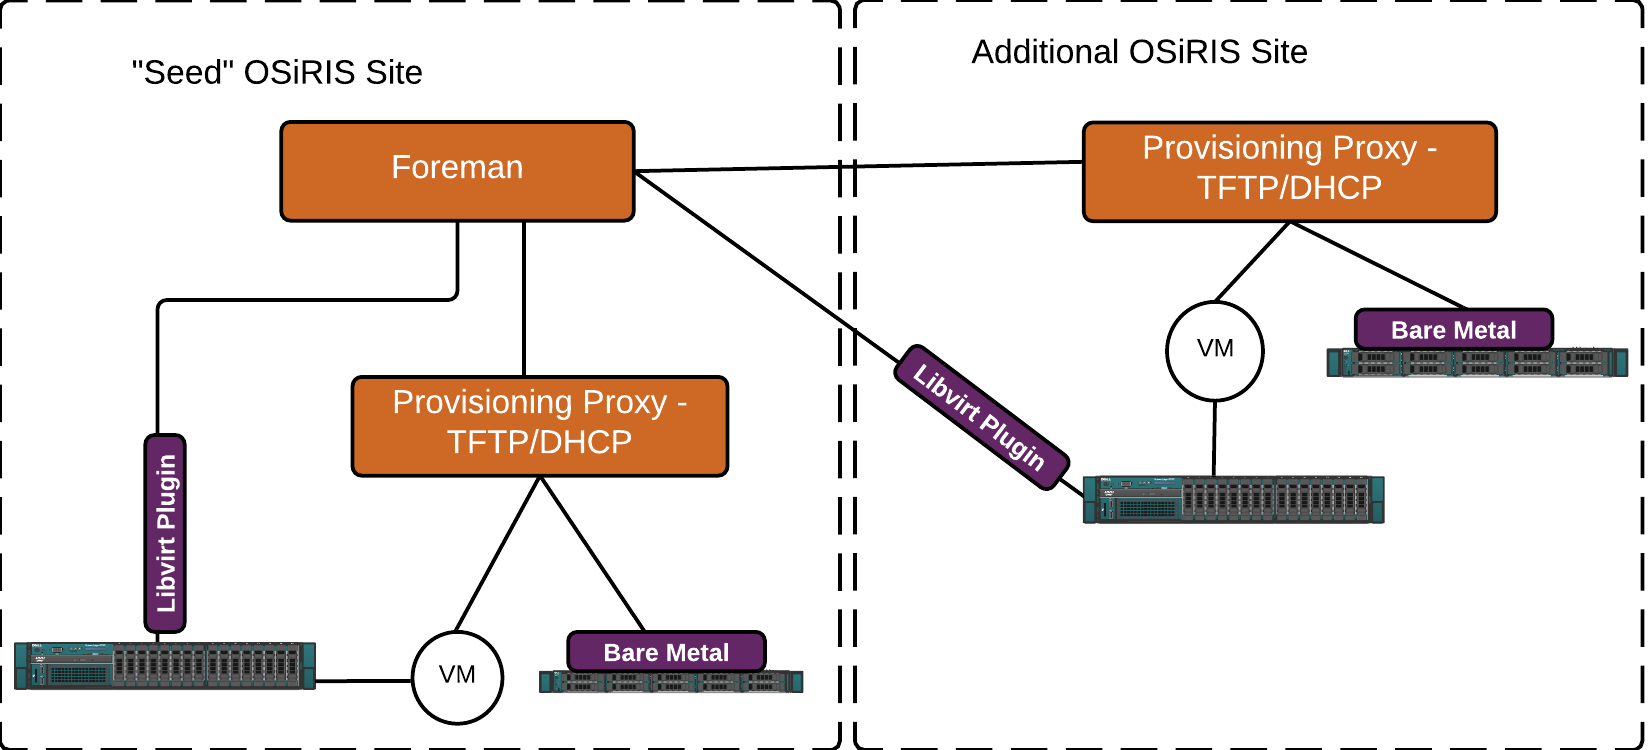 "Seed" OSiRIS Site
Foreman
Provisioning Proxy -
TFTP/DHCP
Libvirt Plugin
VM
Bare Metal
Additional OSiRIS Site
Provisioning Proxy -
TFTP/DHCP
VM
Bare Metal
Libvirt Plugin